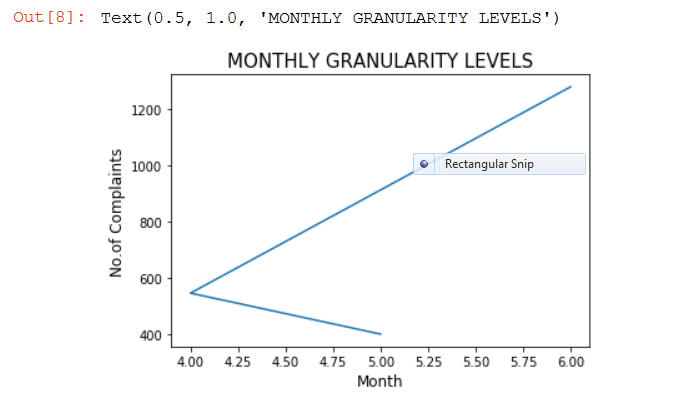 Out[8]: Text(0.5, 1.0, 'MONTHLY GRANULARITY LEVELS')
MONTHLY GRANULARITY LEVELS
1200
1000
800
600
400
No.of Complaints
Rectangular Snip
4.00 4.25 4.50 4.75 5.00 5.25 5.50 5.75 6.00
Month